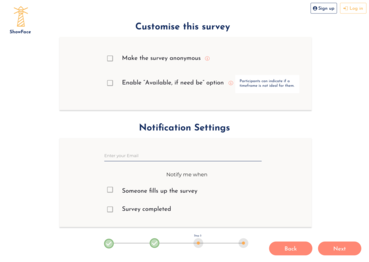 Sign up
Log in
ShowFace
Customise this survey
Make the survey anonymous
Enable “Available, if need be” option
Participants can indicate if a
timeframe is not ideal for them.
Notification Settings
Enter your Email
Notify me when
Someone fills up the survey
Survey completed
Step 3
Back
Next